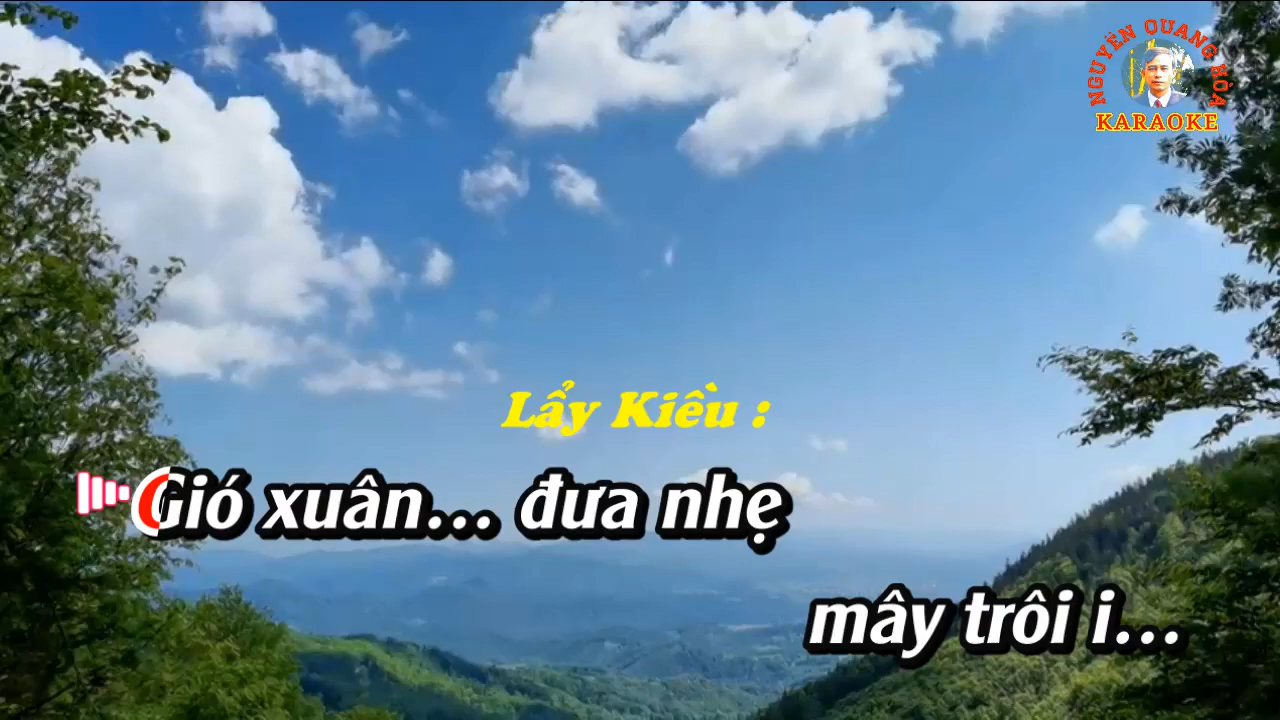 NGUYỄN QUANG HÒA
KARAOKE
Lẩy Kiều :
Gió xuân... đưa nhẹ
mây trôi i...